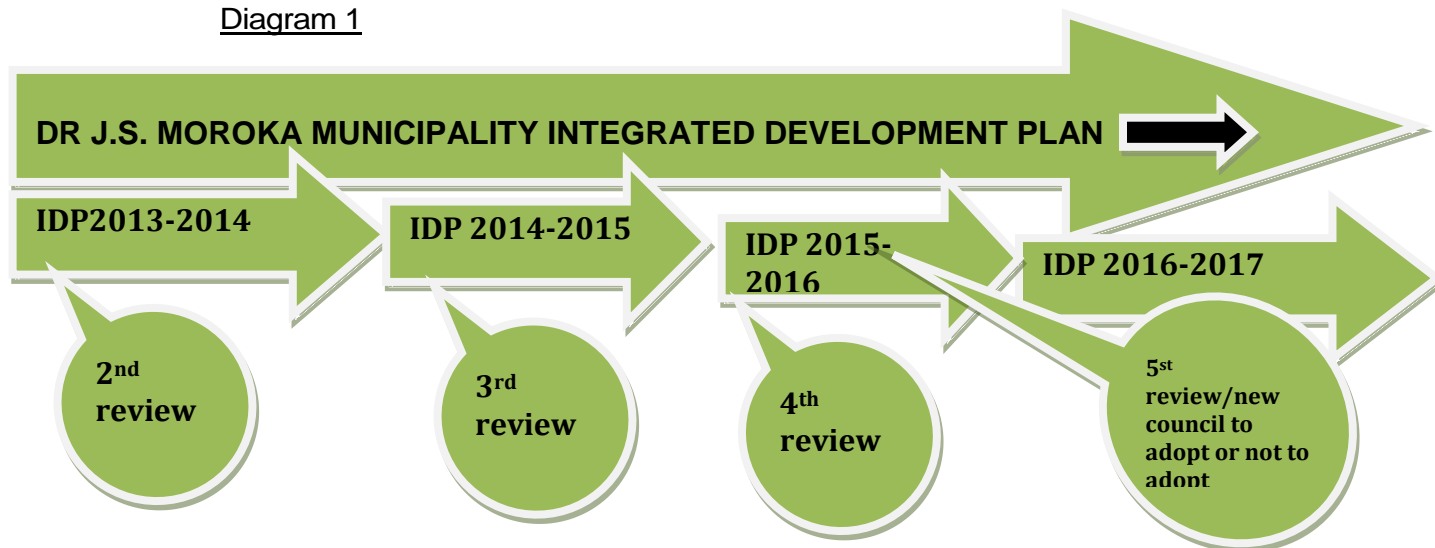 Diagram 1
DR J.S. MOROKA MUNICIPALITY INTEGRATED DEVELOPMENT PLAN
IDP2013-2014
IDP 2014-2015
IDP 2015-
2016
IDP 2016-2017
2nd
review
3rd
review
4th
review
5st
review/new
council to
adopt or not to
adopt